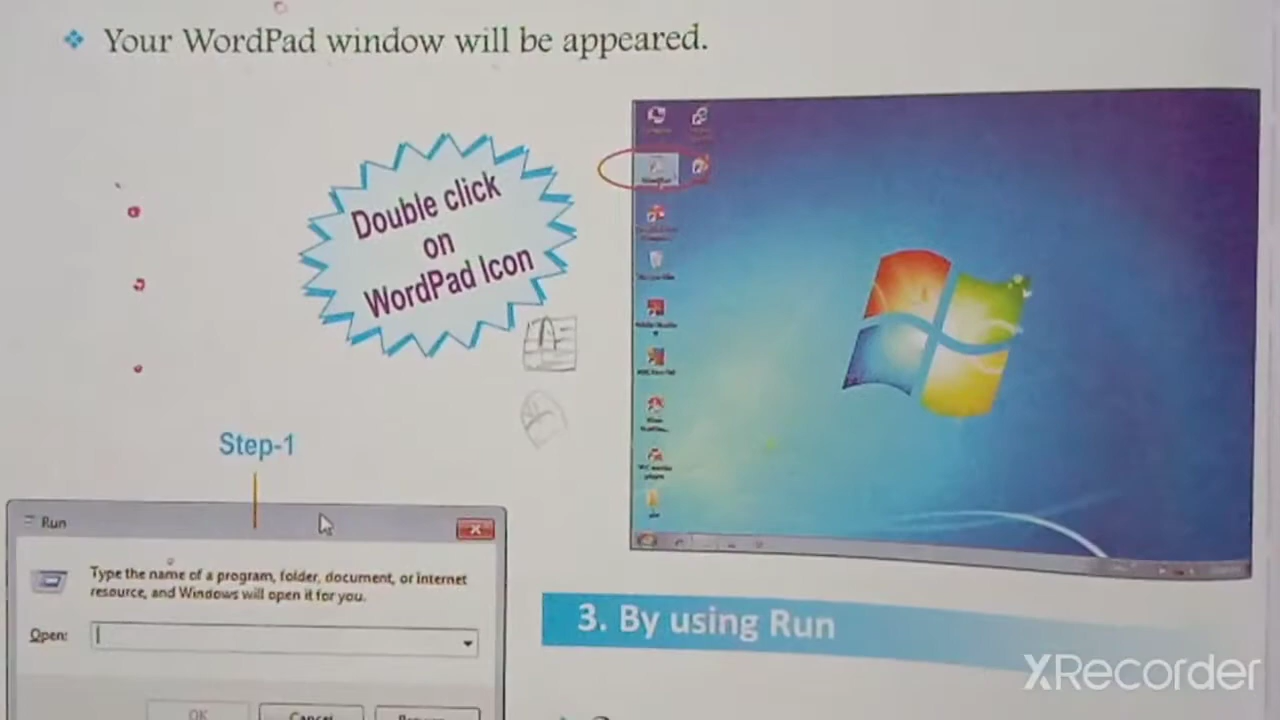 Your WordPad window will be appeared.
Double click
on
WordPad Icon
Step-1
Run
Type the name of a program, folder, document, or internet
resource, and Windows will open it for you.
Open:
OK
Cancel
3. By using Run
XRecorder